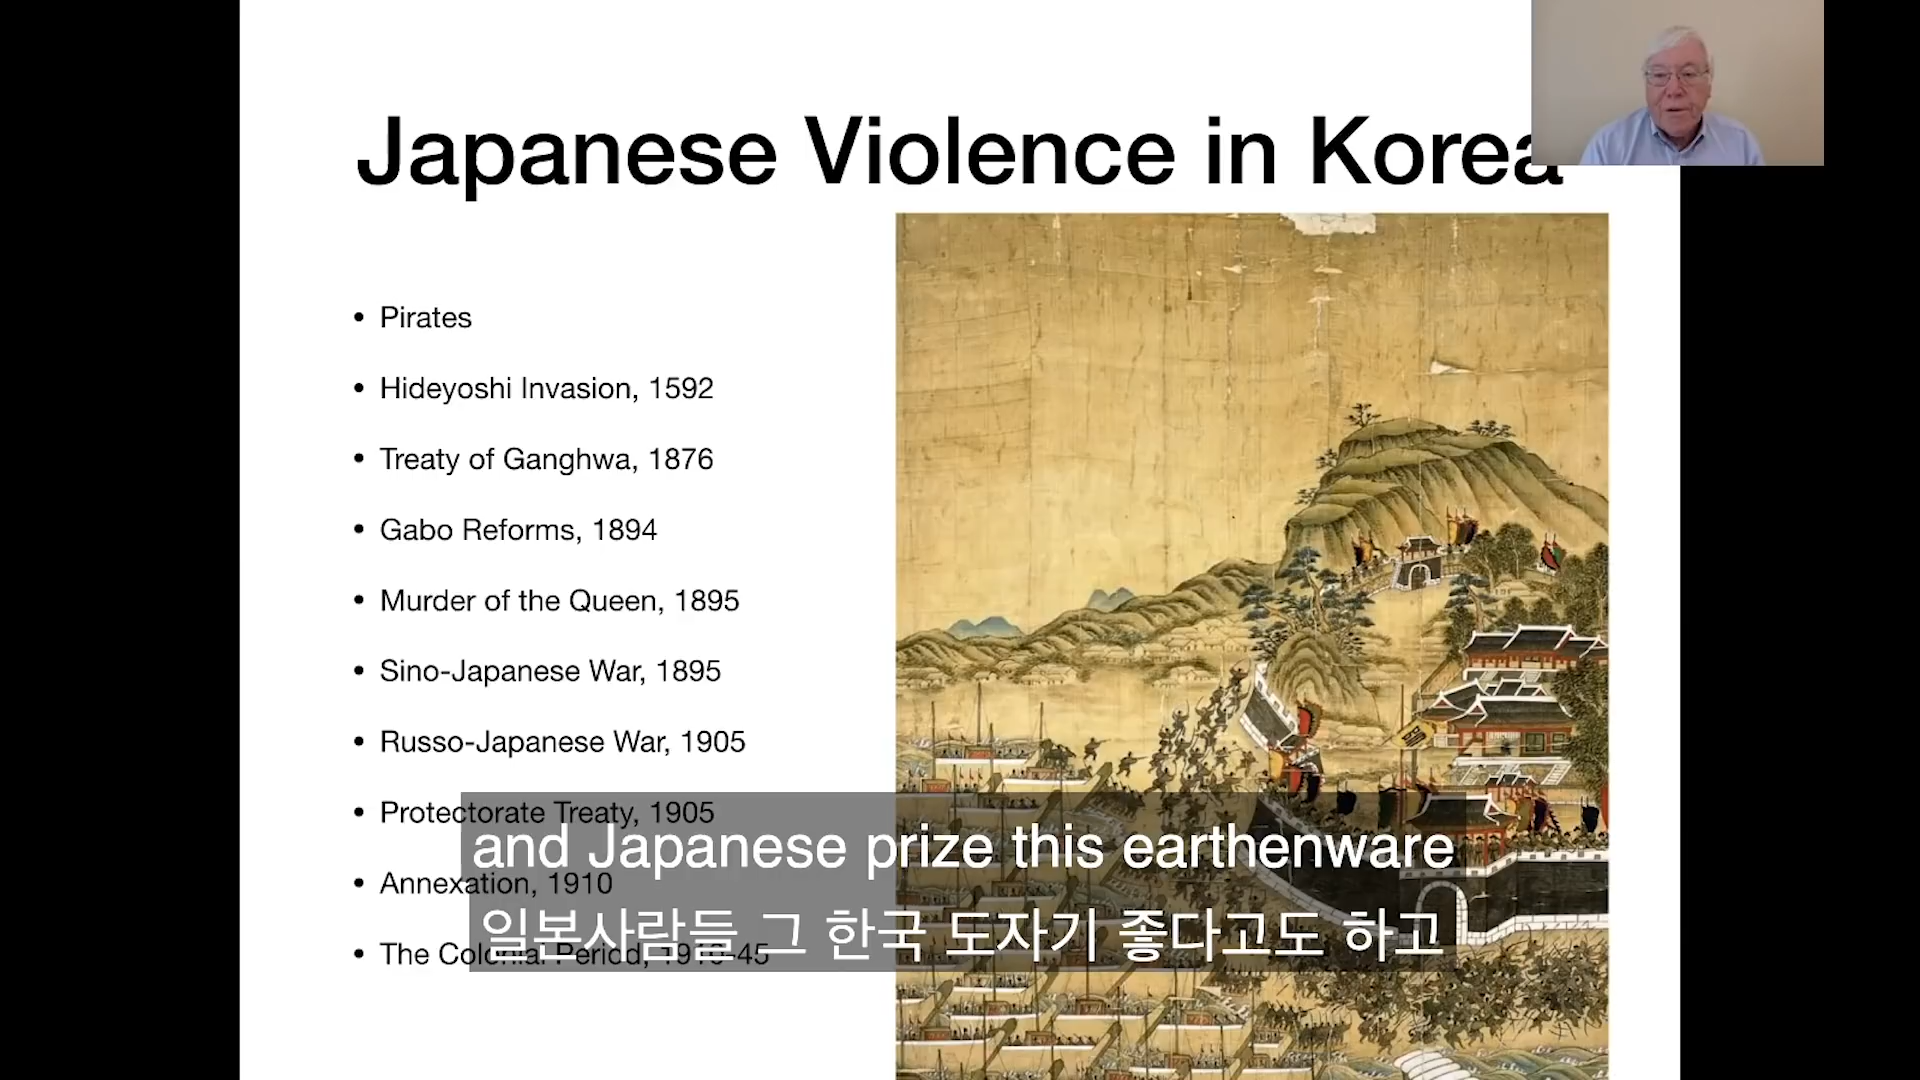 Japanese Violence in Korea
• Pirates
• Hideyoshi Invasion, 1592
• Treaty of Ganghwa, 1876
• Gabo Reforms, 1894
• Murder of the Queen, 1895
• Sino-Japanese War, 1895
• Russo-Japanese War, 1905
• Protectorate Treaty, 1905
• Annexation, 1910
• The Colonial Period, 1910-45
and Japanese prize this earthenware
일본사람들 그 한국 도자기 좋다고도 하고